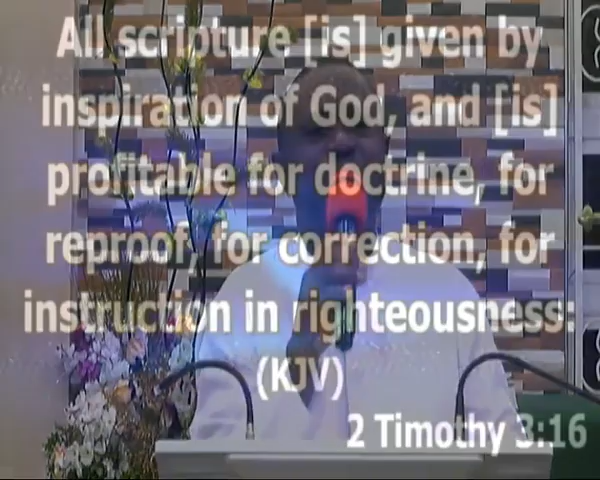 All scripture [is] given by
inspiration of God, and [is]
profitable for doctrine, for
reproof, for correction, for
instruction in righteousness:
(KJV)
2 Timothy 3:16